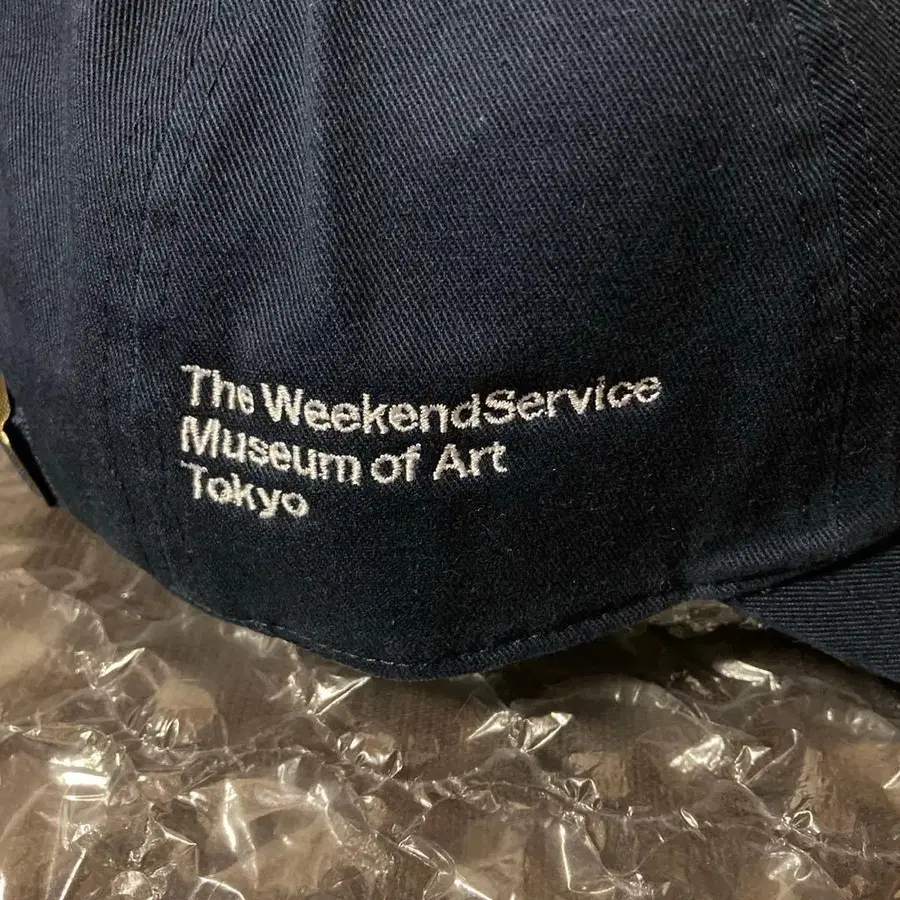 The WeekendService
Museum of Art
Tokyo